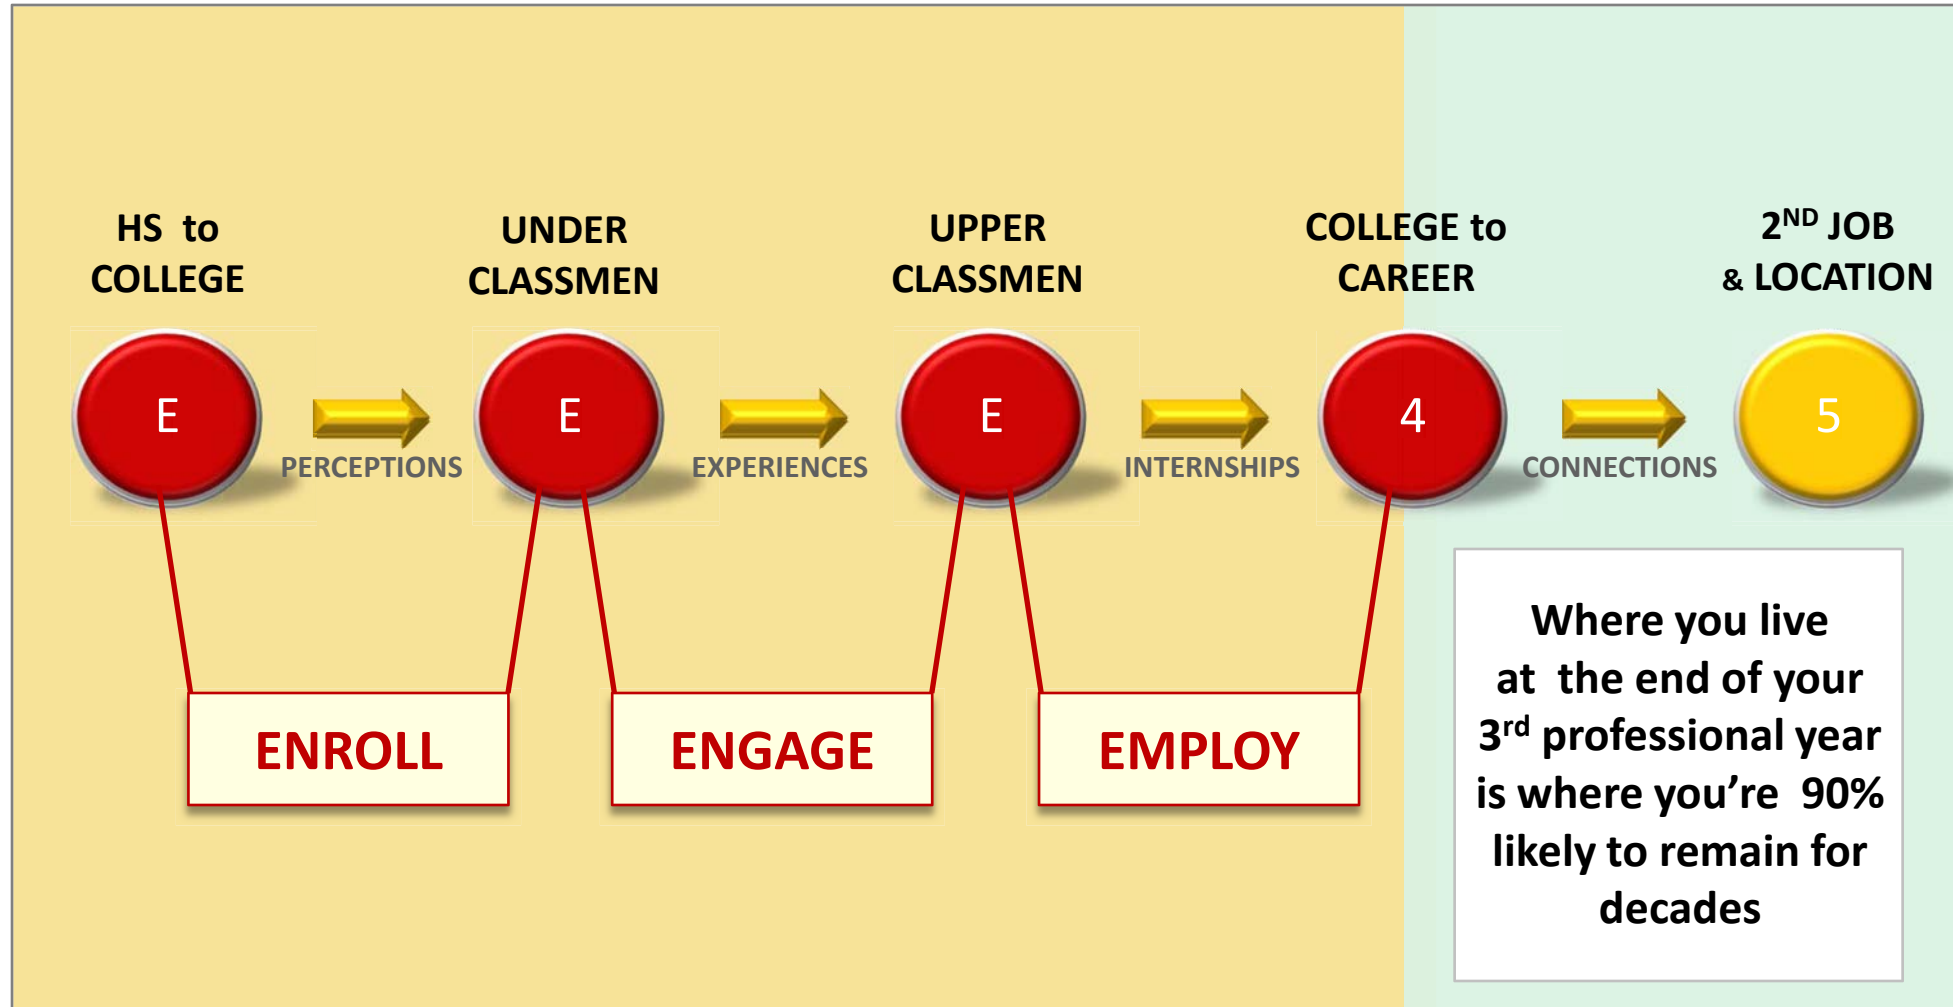 HS to
COLLEGE
UNDER
CLASSMEN
UPPER
CLASSMEN
COLLEGE to
CAREER
2ND JOB
& LOCATION
E
E
E
4
5
PERCEPTIONS
EXPERIENCES
INTERNSHIPS
CONNECTIONS
ENROLL
ENGAGE
EMPLOY
Where you live
at the end of your
3rd professional year
is where you’re 90%
likely to remain for
decades